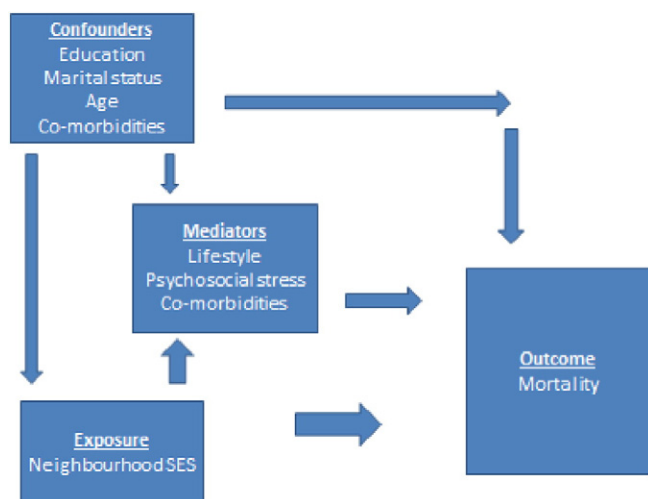 Confounders
Education
Marital status
Age
Co-morbidities
Mediators
Lifestyle
Psychosocial stress
Co-morbidities
Outcome
Mortality
Exposure
Neighbourhood SES